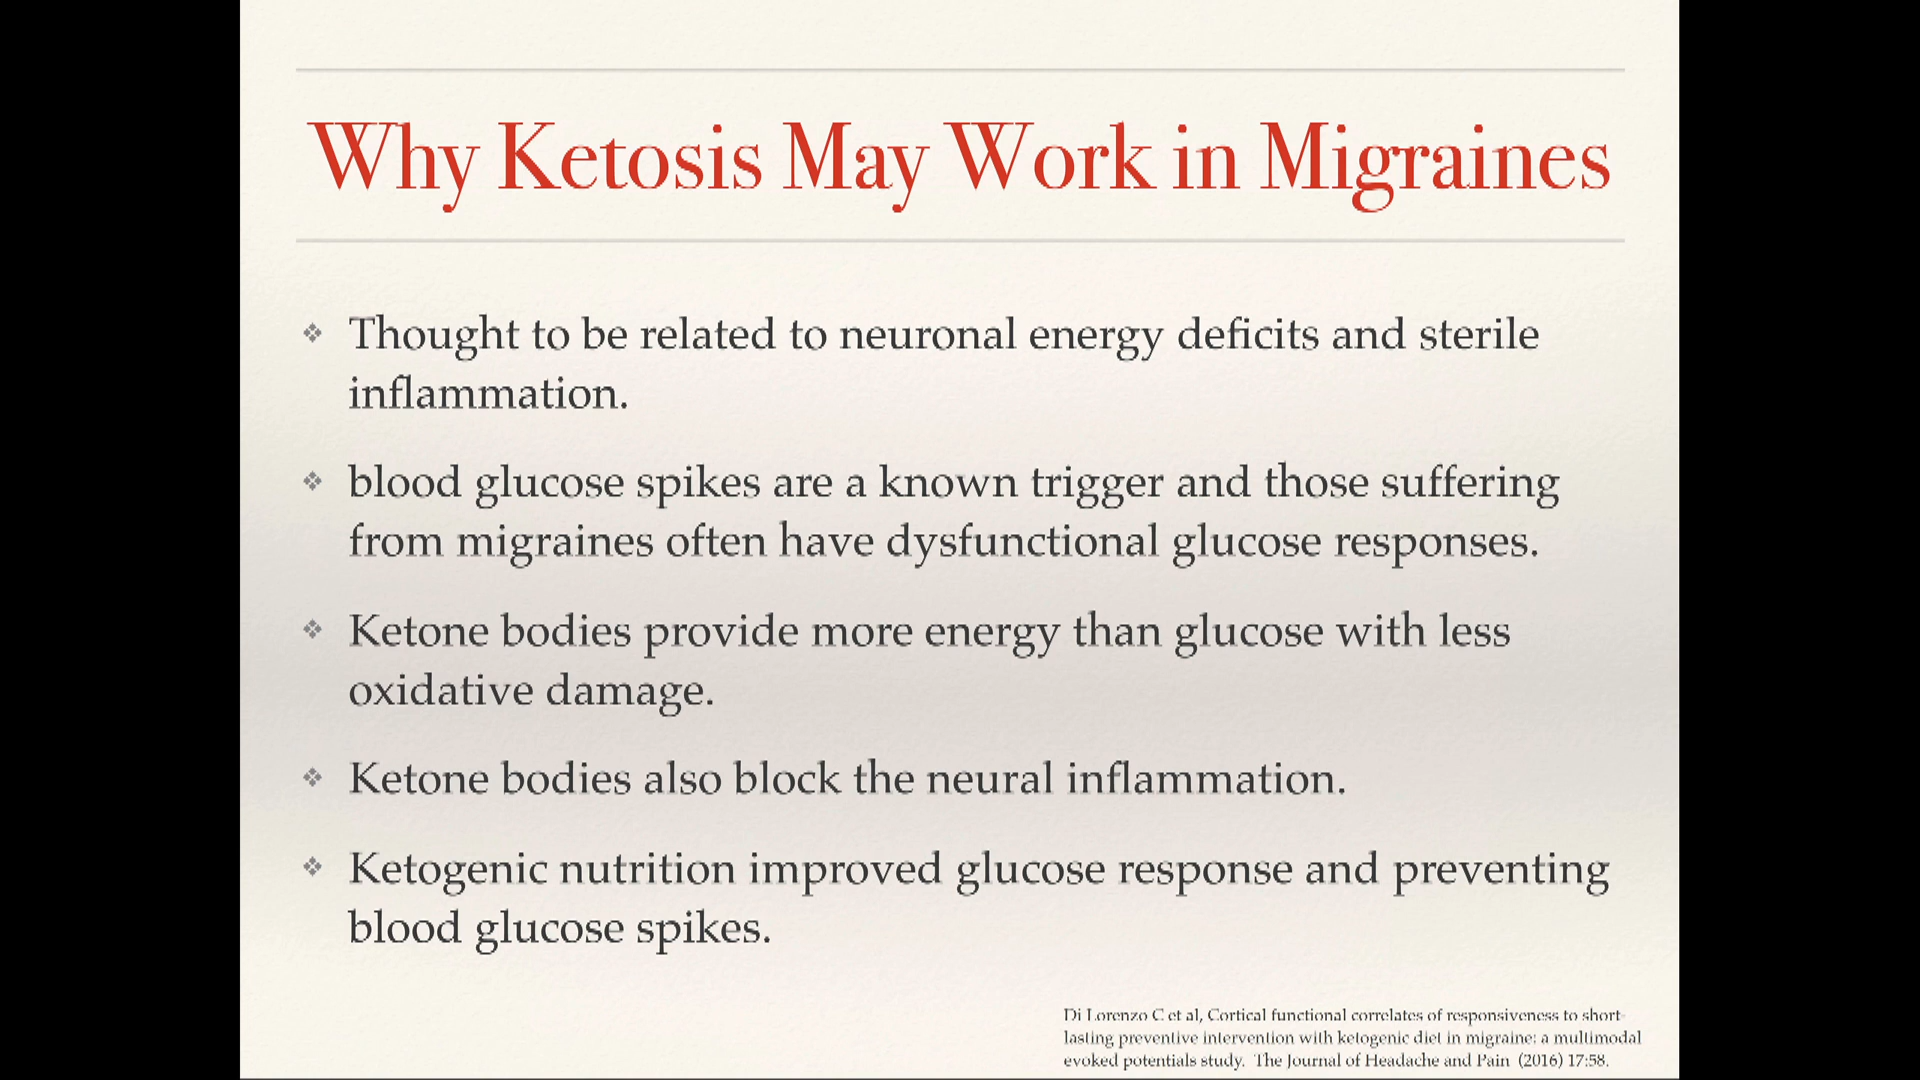 Why Ketosis May Work in Migraines
❖ Thought to be related to neuronal energy deficits and sterile
inflammation.
❖ blood glucose spikes are a known trigger and those suffering
from migraines often have dysfunctional glucose responses.
❖ Ketone bodies provide more energy than glucose with less
oxidative damage.
❖ Ketone bodies also block the neural inflammation.
❖ Ketogenic nutrition improved glucose response and preventing
blood glucose spikes.
Di Lorenzo C et al, Cortical functional correlates of responsiveness to short-
lasting preventive intervention with ketogenic diet in migraine: a multimodal
evoked potentials study. The Journal of Headache and Pain (2016) 17:58.